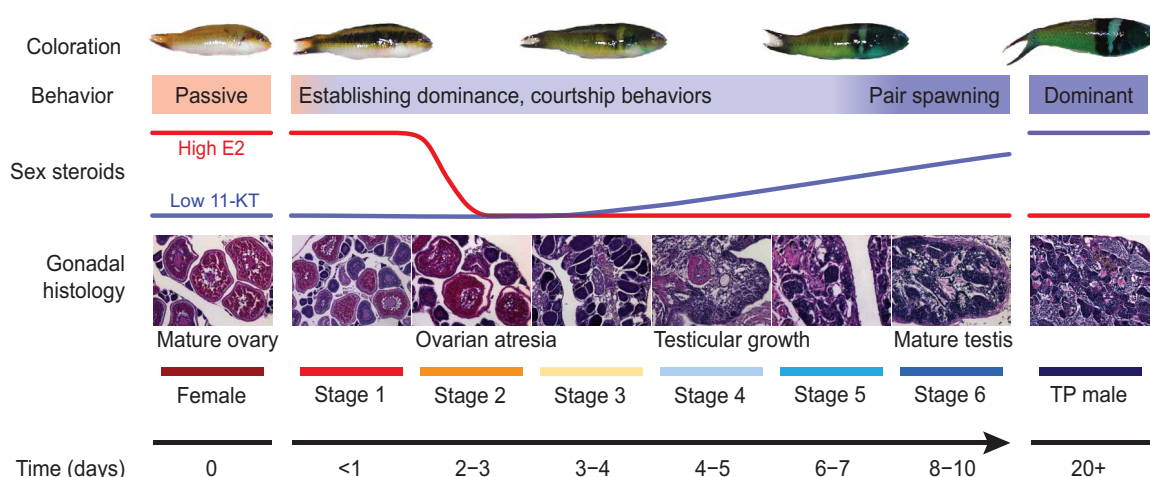 Coloration
Behavior
Passive
Establishing dominance, courtship behaviors
Pair spawning
Dominant
Sex steroids
High E2
Low 11-KT
Gonadal
histology
Mature ovary
Ovarian atresia
Testicular growth
Mature testis
Female
Stage 1
Stage 2
Stage 3
Stage 4
Stage 5
Stage 6
TP male
Time (days)
0
<1
2–3
3–4
4–5
6–7
8–10
20+